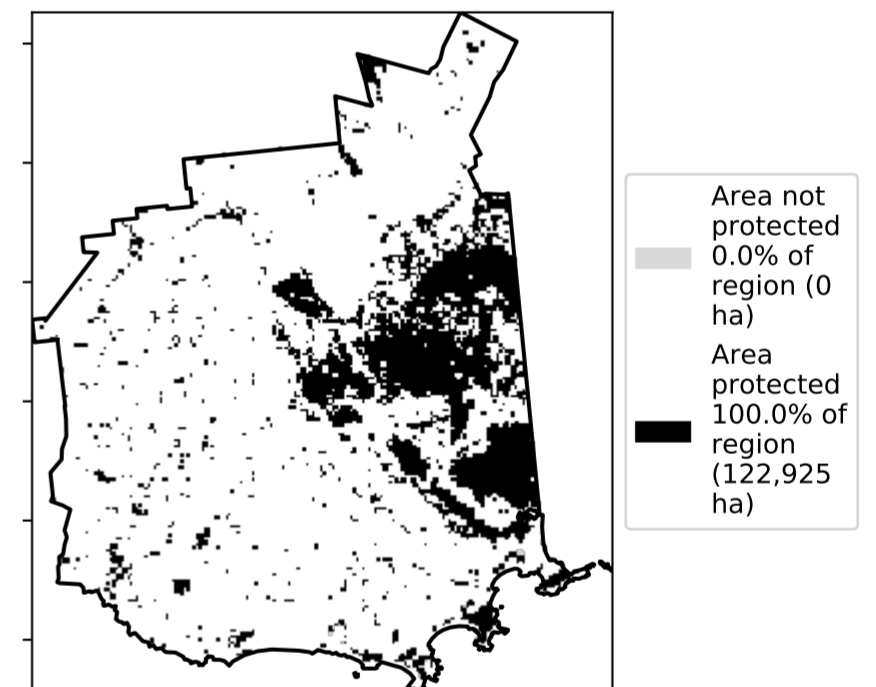 Area not
protected
0.0% of
region (0
ha)
Area
protected
100.0% of
region
(122,925
ha)